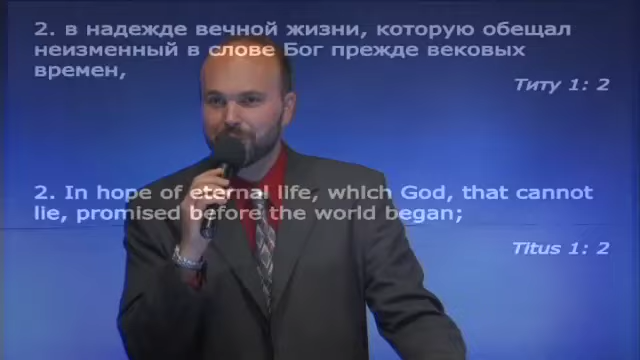 2. в надежде вечной жизни, которую обещал
неизменный в слове Бог прежде вековых
времен,
Титу 1: 2
2. In hope of eternal life, which God, that cannot
lie, promised before the world began;
Titus 1: 2